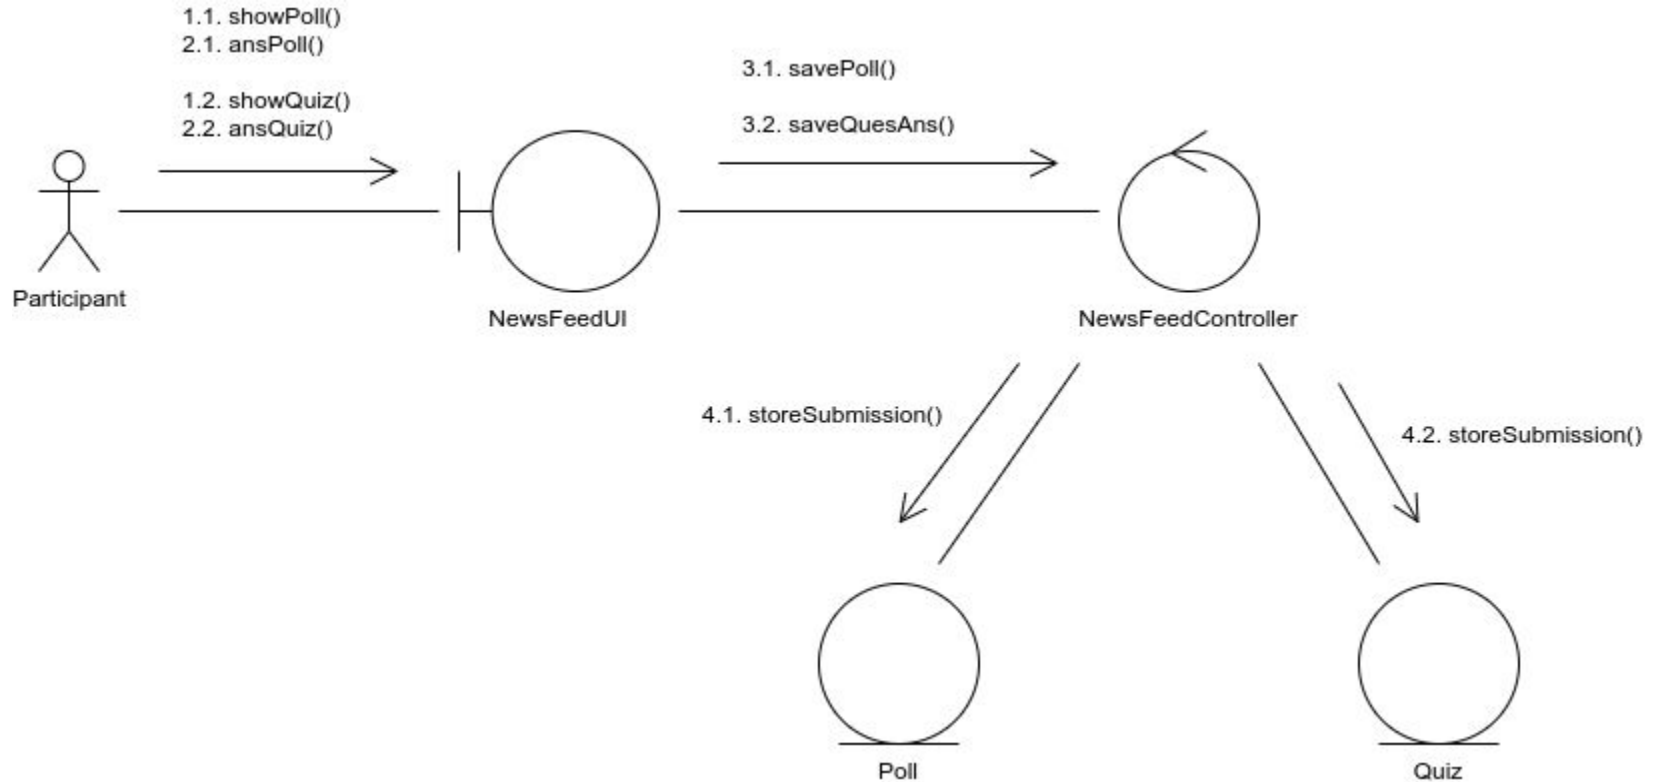 1.1. showPoll()
2.1. ansPoll()
1.2. showQuiz()
2.2. ansQuiz()
3.1. savePoll()
3.2. saveQuesAns()
Participant
NewsFeedUI
NewsFeedController
4.1. storeSubmission()
4.2. storeSubmission()
Poll
Quiz